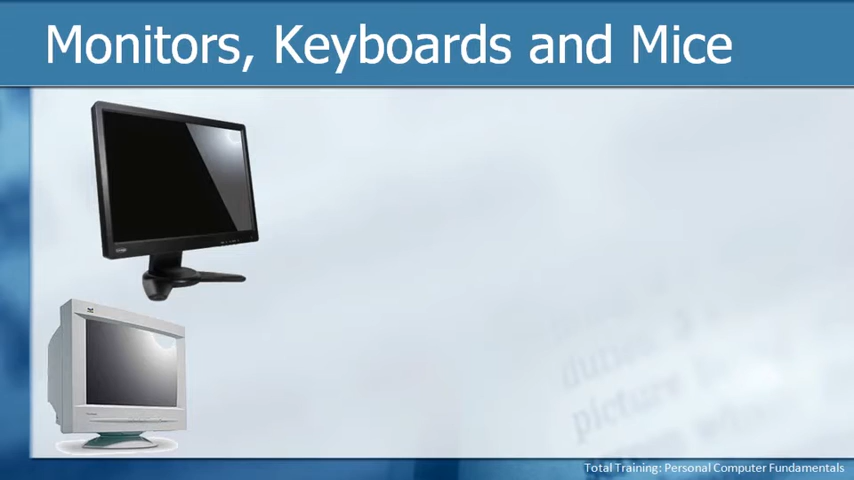 Monitors, Keyboards and Mice
Total Training: Personal Computer Fundamentals